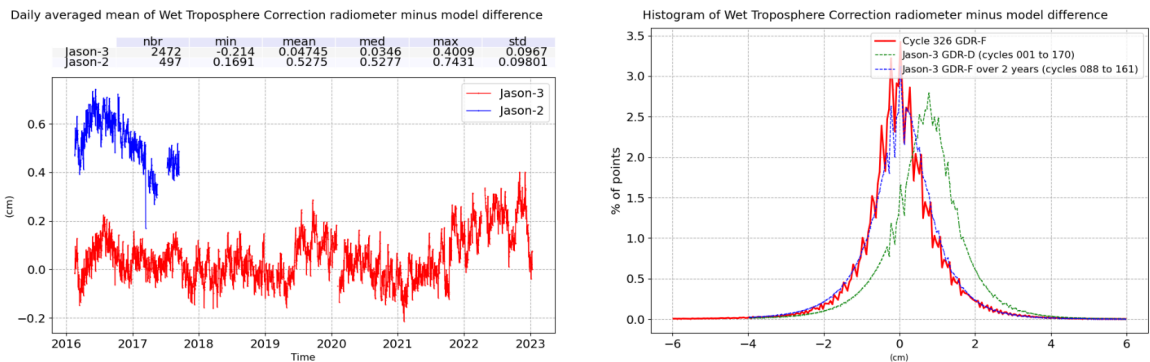 Daily averaged mean of Wet Troposphere Correction radiometer minus model difference
nbr min mean med max std
Jason-3 2472 -0.214 0.04745 0.0346 0.4009 0.0967
Jason-2 497 0.1691 0.5275 0.5277 0.7431 0.09801
Jason-3
Jason-2
0.6
0.4
0.2
0.0
−0.2
(cm)
2016 2017 2018 2019 2020 2021 2022 2023
Time
Histogram of Wet Troposphere Correction radiometer minus model difference
Cycle 326 GDR-F
Jason-3 GDR-D (cycles 001 to 170)
Jason-3 GDR-F over 2 years (cycles 088 to 161)
3.5
3.0
2.5
2.0
1.5
1.0
0.5
0.0
% of points
−6 −4 −2 0 2 4 6
(cm)